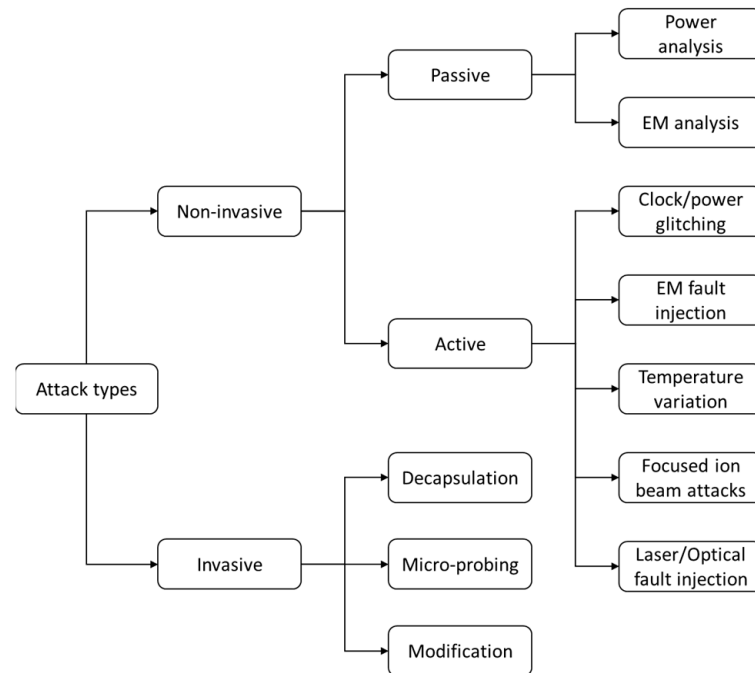 Attack types
Non-invasive
Passive
Power
analysis
EM analysis
Active
Clock/power
glitching
EM fault
injection
Temperature
variation
Focused ion
beam attacks
Laser/Optical
fault injection
Invasive
Decapsulation
Micro-probing
Modification